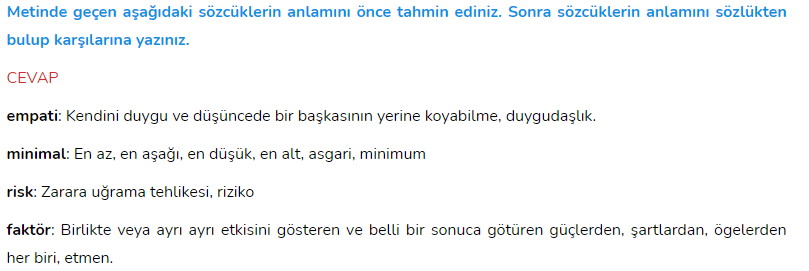 Metinde geçen aşağıdaki sözcüklerin anlamını önce tahmin ediniz. Sonra sözcüklerin anlamını sözlükten
bulup karşılarına yazınız.
CEVAP
empati: Kendini duygu ve düşüncede bir başkasının yerine koyabilme, duygudaşlık.
minimal: En az, en aşağı, en düşük, en alt, asgari, minimum
risk: Zarara uğrama tehlikesi, riziko
faktör: Birlikte veya ayrı ayrı etkisini gösteren ve belli bir sonuca götüren güçlerden, şartlardan, ögelerden
her biri, etmen.